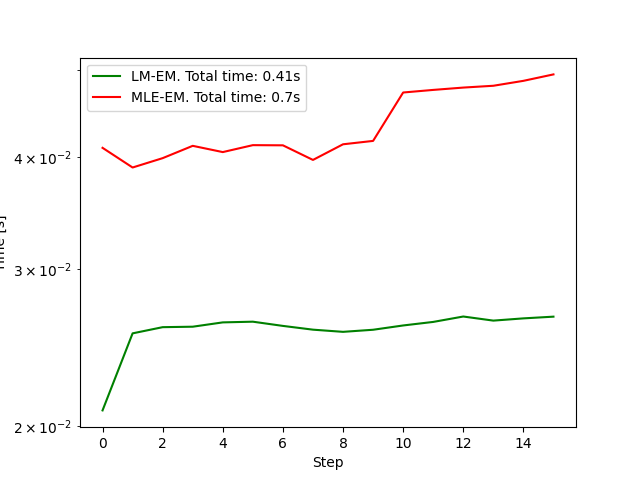 LM-EM. Total time: 0.41s
MLE-EM. Total time: 0.7s
4 × 10⁻²
3 × 10⁻²
2 × 10⁻²
0 2 4 6 8 10 12 14
Step